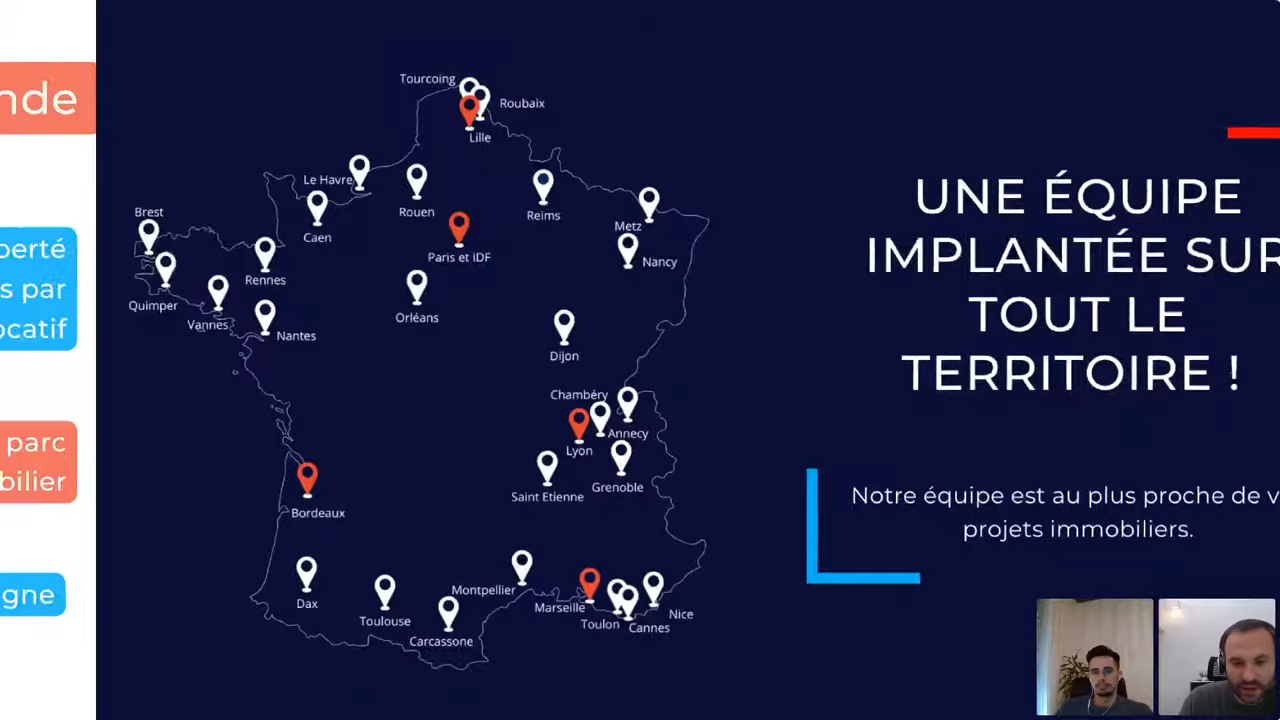 nde
perté
s par
ocatif
parc
bilier
gne
Tourcoing
Roubaix
Lille
Le Havre
Rouen
Reims
Metz
Brest
Caen
Paris et IDF
Nancy
Rennes
Quimper
Orléans
Vannes
Nantes
Dijon
Chambéry
Annecy
Lyon
Grenoble
Saint Etienne
Bordeaux
Montpellier
Dax
Marseille
Nice
Toulouse
Toulon
Cannes
Carcassone
UNE ÉQUIPE
IMPLANTÉE SUR
TOUT LE
TERRITOIRE !
Notre équipe est au plus proche de v
projets immobiliers.